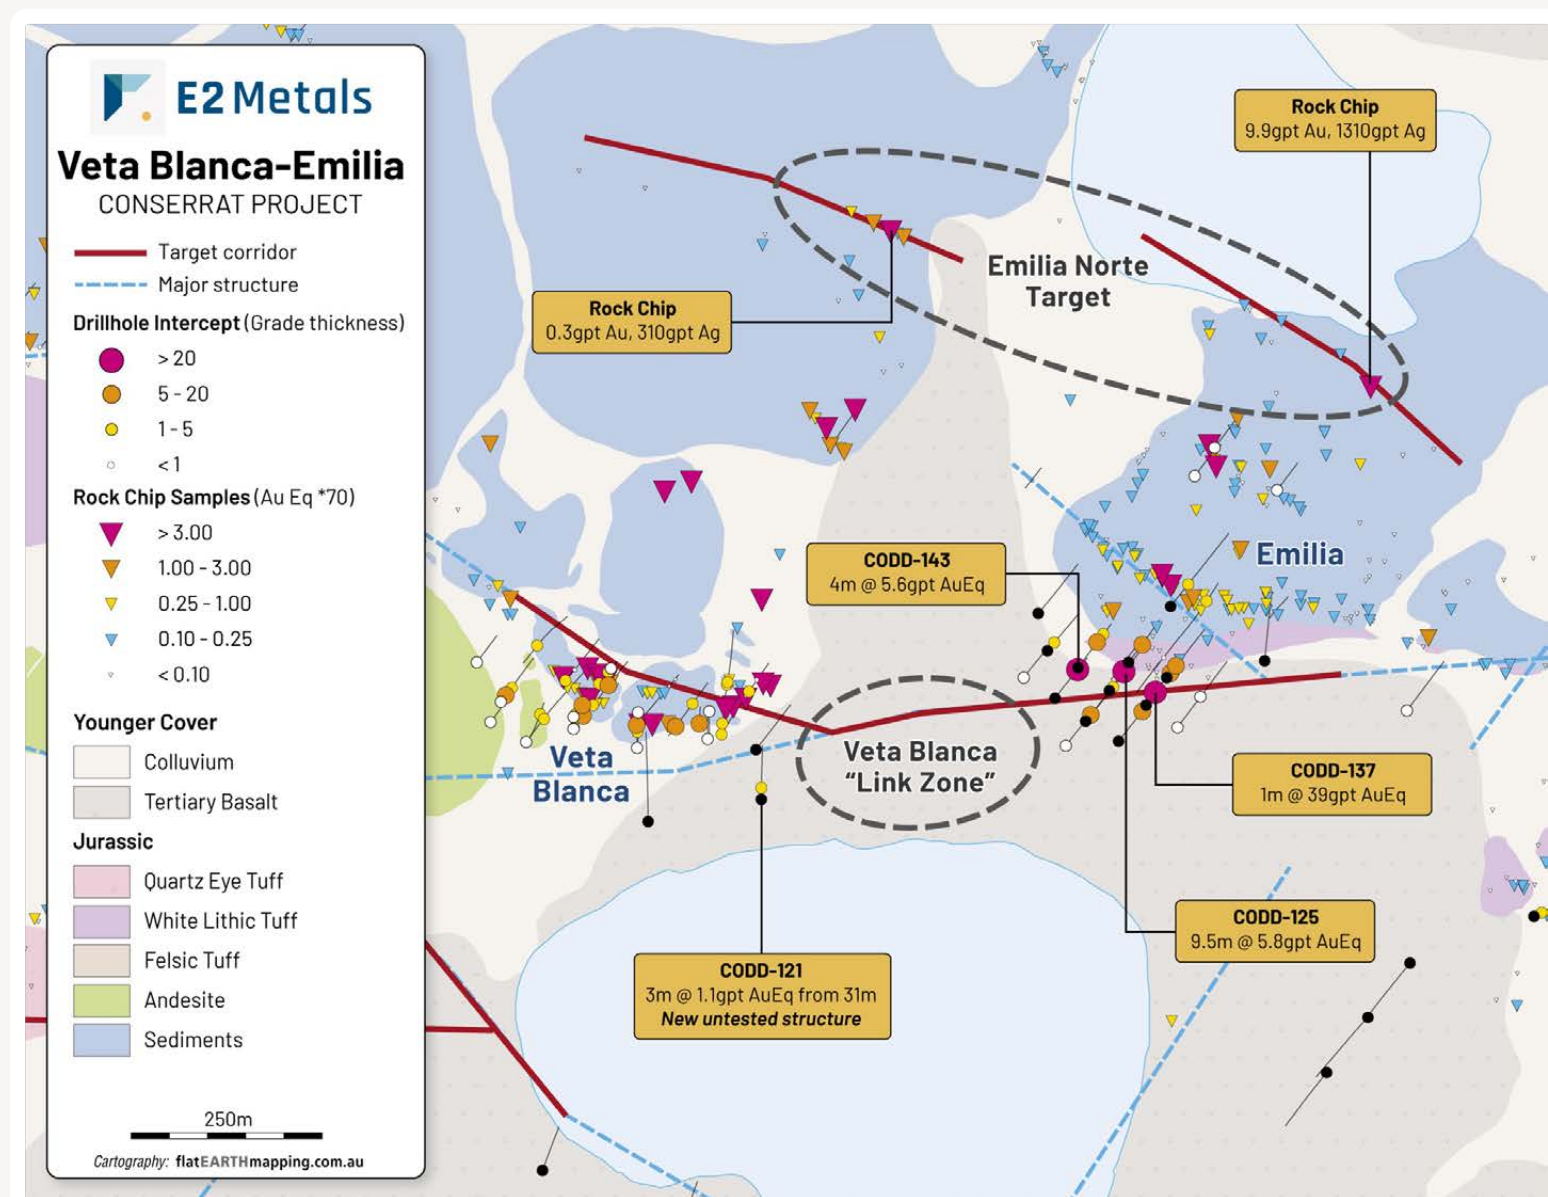 E2Metals
Veta Blanca-Emilia
CONSERRAT PROJECT
Target corridor
Major structure
Drillhole Intercept (Grade thickness)
> 20
5 - 20
1 - 5
< 1
Rock Chip Samples (Au Eq *70)
> 3.00
1.00 - 3.00
0.25 - 1.00
0.10 - 0.25
< 0.10
Younger Cover
Colluvium
Tertiary Basalt
Jurassic
Quartz Eye Tuff
White Lithic Tuff
Felsic Tuff
Andesite
Sediments
250m
Cartography: flatEARTHmapping.com.au
Rock Chip
9.9gpt Au, 1310gpt Ag
Emilia Norte
Target
Rock Chip
0.3gpt Au, 310gpt Ag
CODD-143
4m @ 5.6gpt AuEq
Emilia
Veta
Blanca
Veta Blanca
“Link Zone”
CODD-137
1m @ 39gpt AuEq
CODD-125
9.5m @ 5.8gpt AuEq
CODD-121
3m @ 1.1gpt AuEq from 31m
New untested structure